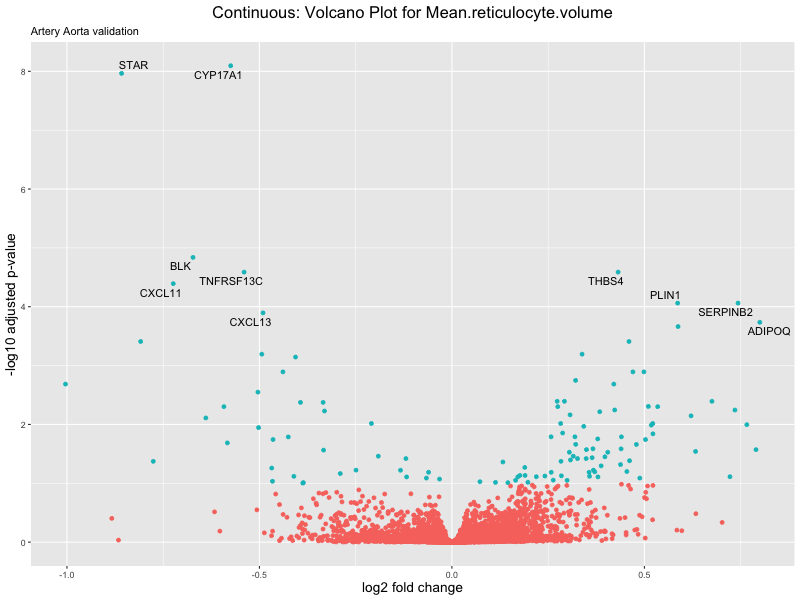 Continuous: Volcano Plot for Mean.reticulocyte.volume
Artery Aorta validation
STAR
CYP17A1
BLK
TNFRSF13C
CXCL11
CXCL13
THBS4
PLIN1
SERPINB2
ADIPOQ
-log10 adjusted p-value
8
6
4
2
0
-1.0
-0.5
0.0
0.5
log2 fold change